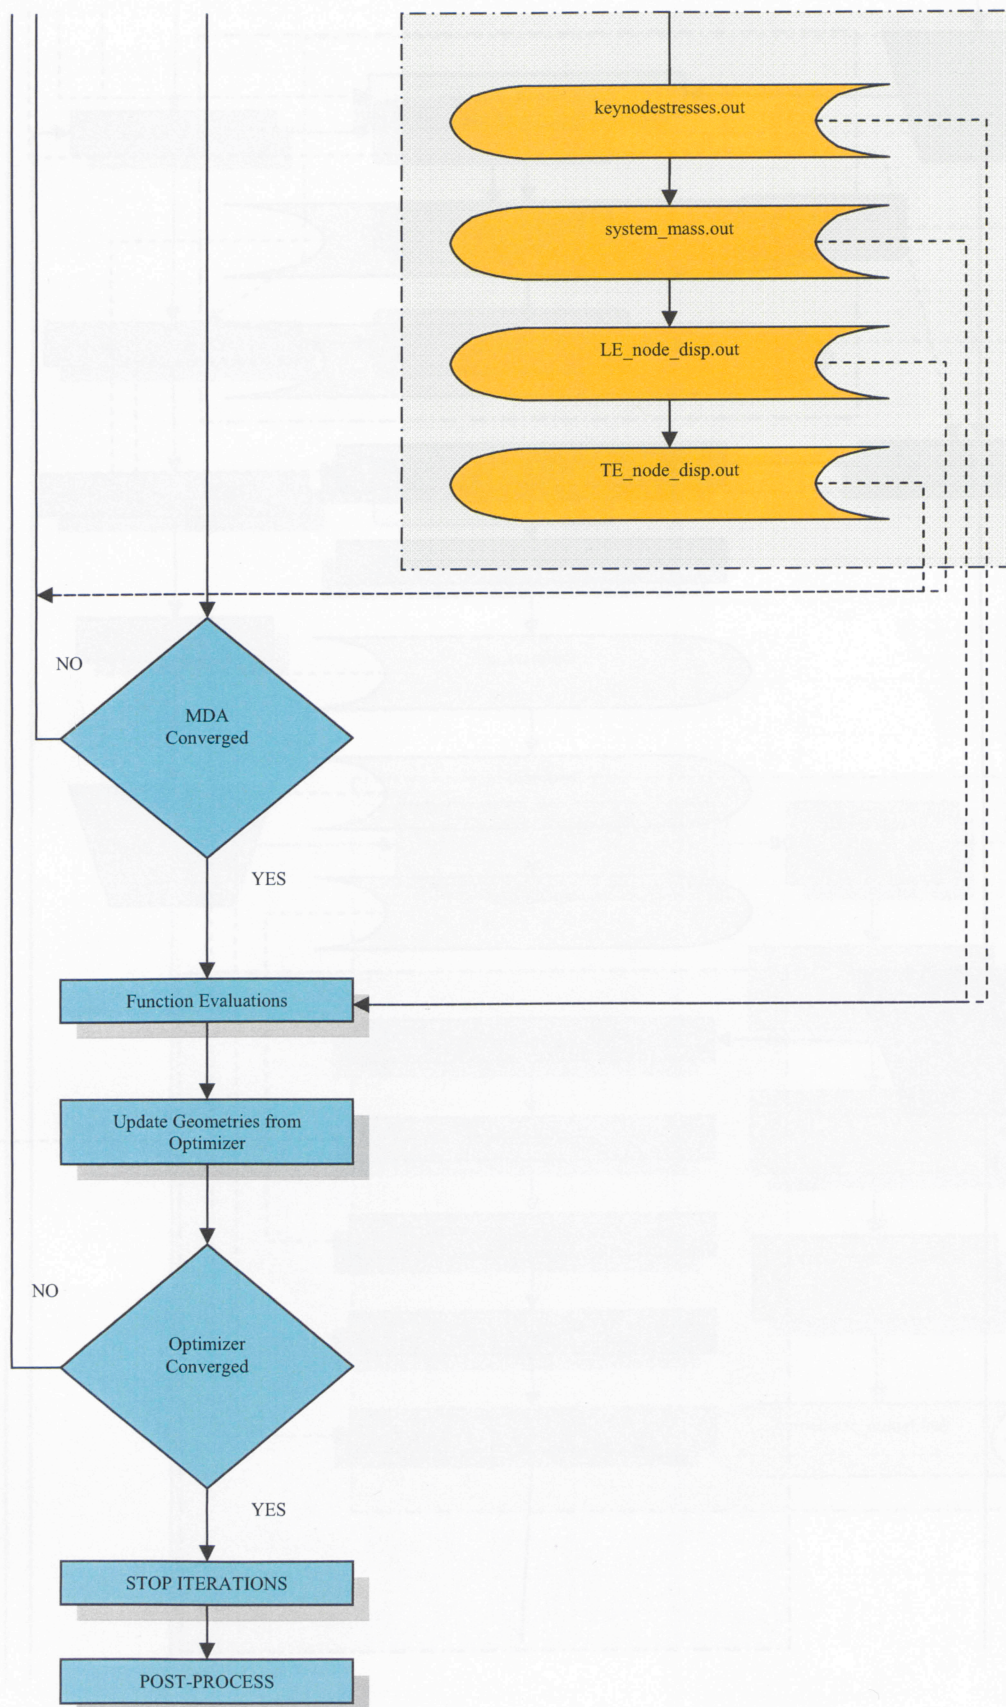 keynodestresses.out
system_mass.out
LE_node_disp.out
TE_node_disp.out
NO
MDA
Converged
YES
Function Evaluations
Update Geometries from
Optimizer
NO
Optimizer
Converged
YES
STOP ITERATIONS
POST-PROCESS